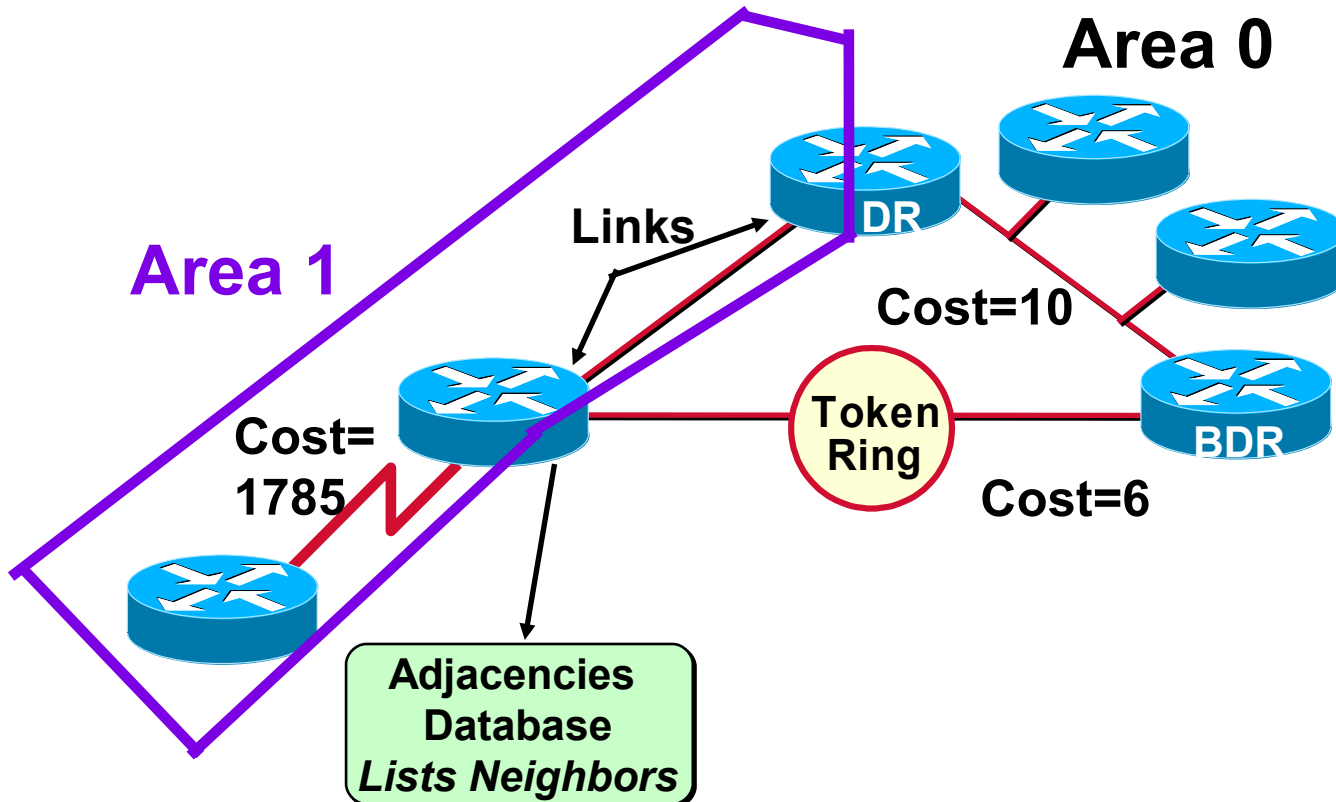 Area 0
DR
Links
Area 1
Cost=10
Token
Ring
BDR
Cost=
1785
Cost=6
Adjacencies
Database
Lists Neighbors